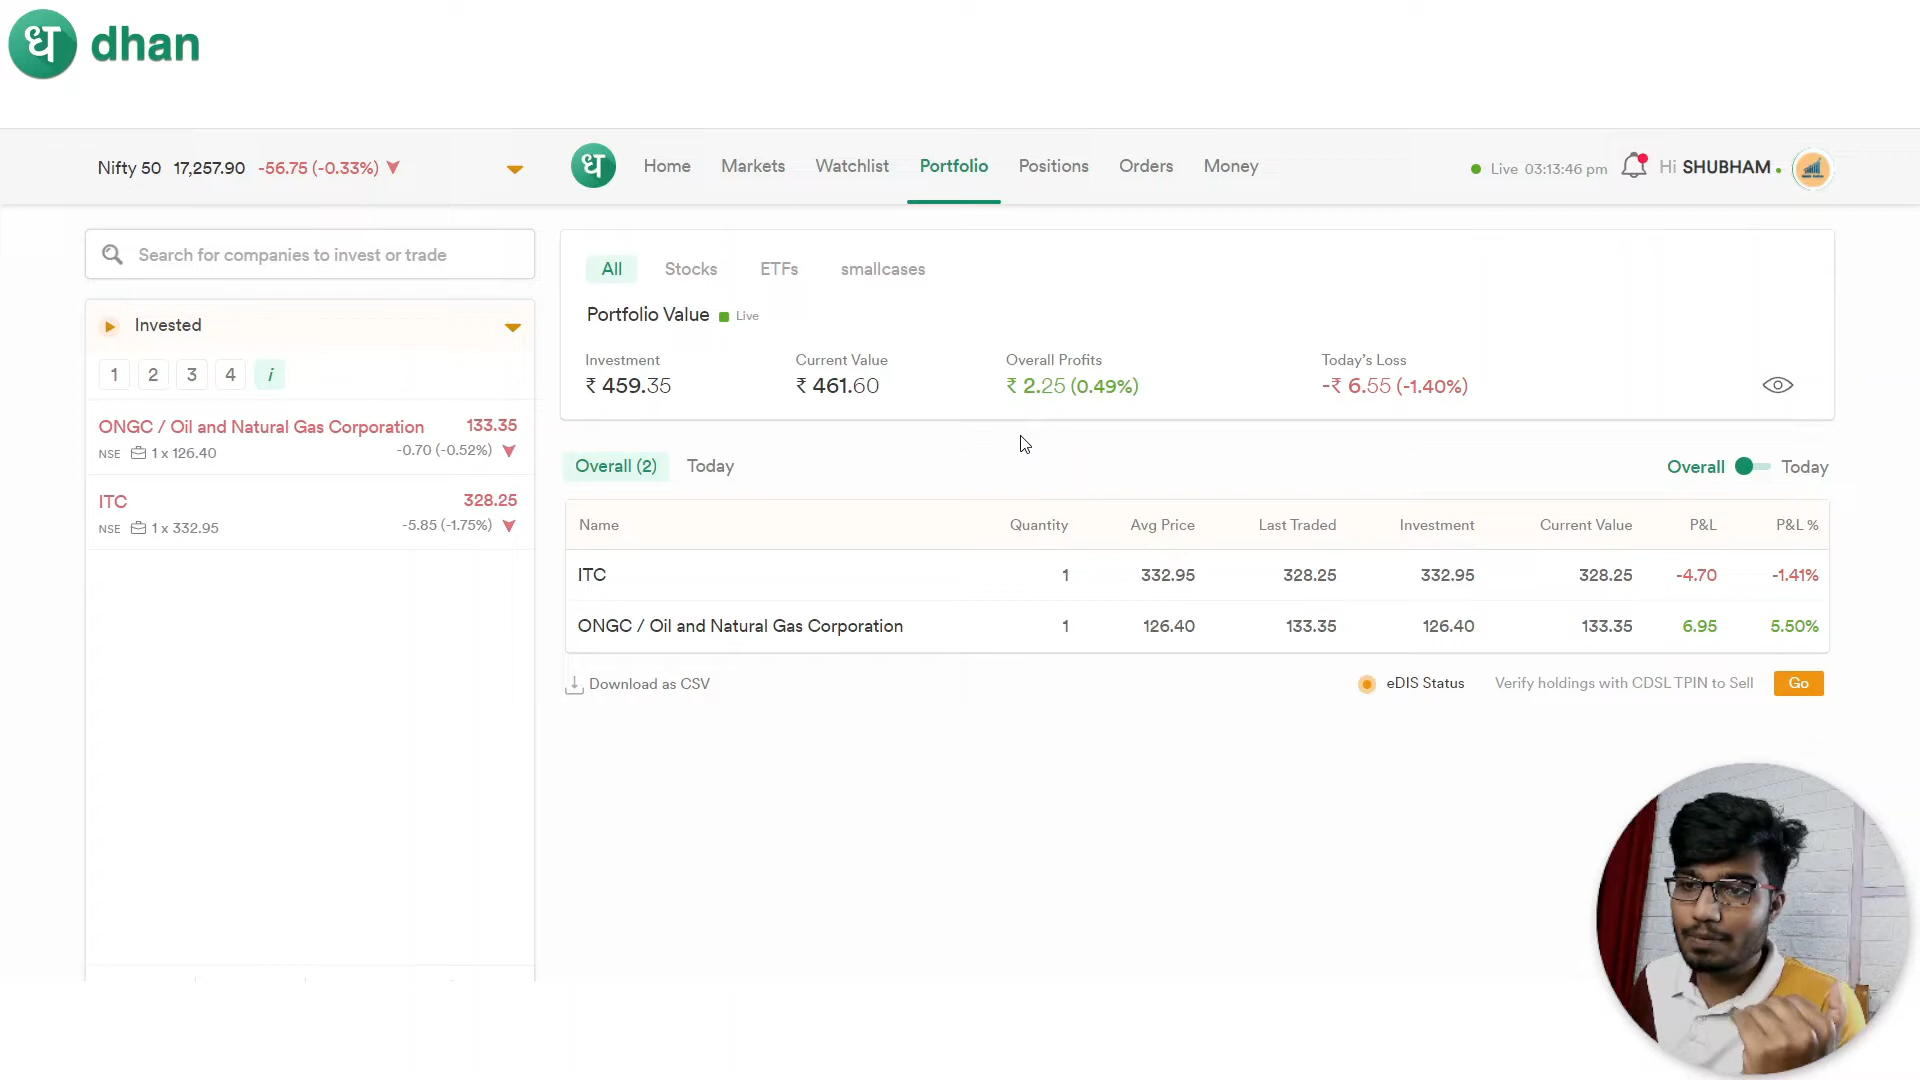 ध dhan
Nifty 50 17,257.90 -56.75 (-0.33%)
ध Home Markets Watchlist Portfolio Positions Orders Money
Live 03:13:46 pm Hi SHUBHAM
Search for companies to invest or trade
Invested
1 2 3 4 i
ONGC / Oil and Natural Gas Corporation 133.35
NSE 1 x 126.40 -0.70 (-0.52%)
ITC 328.25
NSE 1 x 332.95 -5.85 (-1.75%)
All Stocks ETFs smallcases
Portfolio Value Live
Investment Current Value Overall Profits Today's Loss
₹ 459.35 ₹ 461.60 ₹ 2.25 (0.49%) -₹ 6.55 (-1.40%)
Overall (2) Today Overall Today
Name Quantity Avg Price Last Traded Investment Current Value P&L P&L %
ITC 1 332.95 328.25 332.95 328.25 -4.70 -1.41%
ONGC / Oil and Natural Gas Corporation 1 126.40 133.35 126.40 133.35 6.95 5.50%
Download as CSV eDIS Status Verify holdings with CDSL TPIN to Sell Go